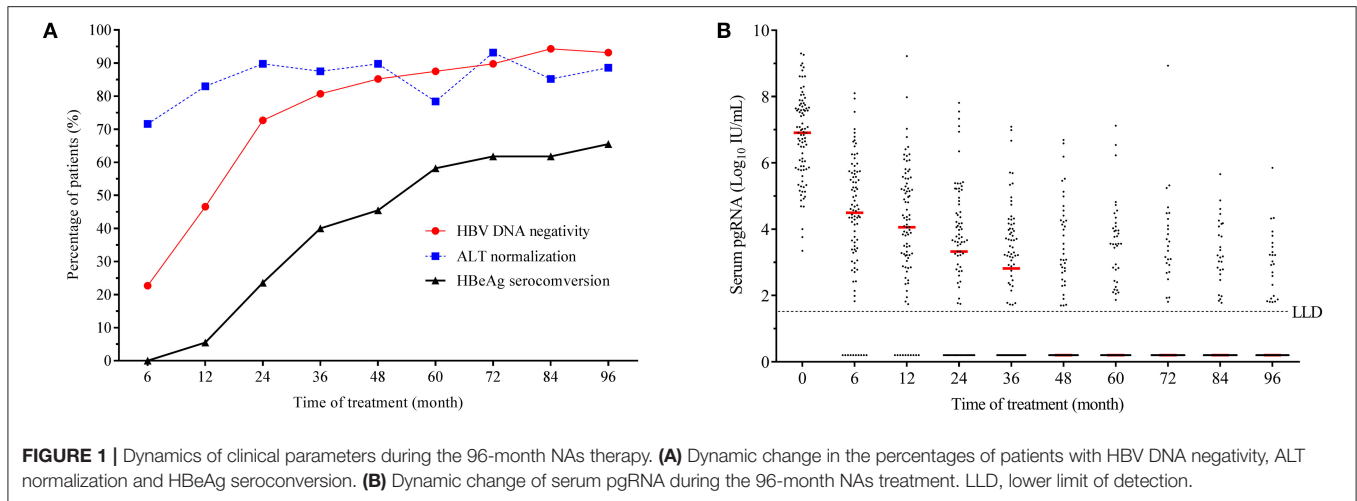 A
100
90
80
70
60
50
40
30
20
10
0
Percentage of patients (%)
HBV DNA negativity
ALT normalization
HBeAg serocomversion
6 12 24 36 48 60 72 84 96
Time of treatment (month)
B
10
8
6
4
2
0
Serum pgRNA (Log10 IU/mL)
LLD
0 6 12 24 36 48 60 72 84 96
Time of treatment (month)
FIGURE 1 | Dynamics of clinical parameters during the 96-month NAs therapy. (A) Dynamic change in the percentages of patients with HBV DNA negativity, ALT
normalization and HBeAg seroconversion. (B) Dynamic change of serum pgRNA during the 96-month NAs treatment. LLD, lower limit of detection.